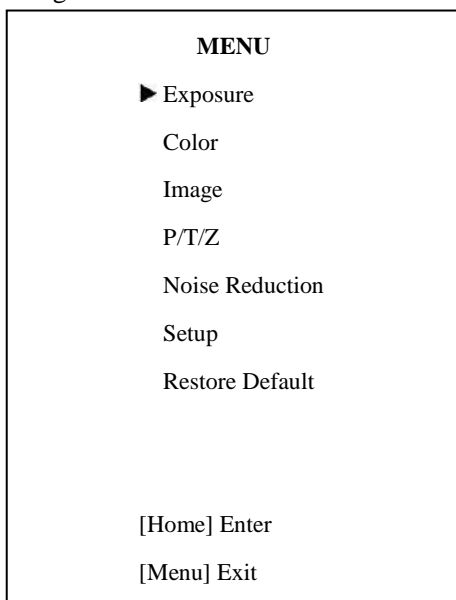 MENU
Exposure
Color
Image
P/T/Z
Noise Reduction
Setup
Restore Default
[Home] Enter
[Menu] Exit